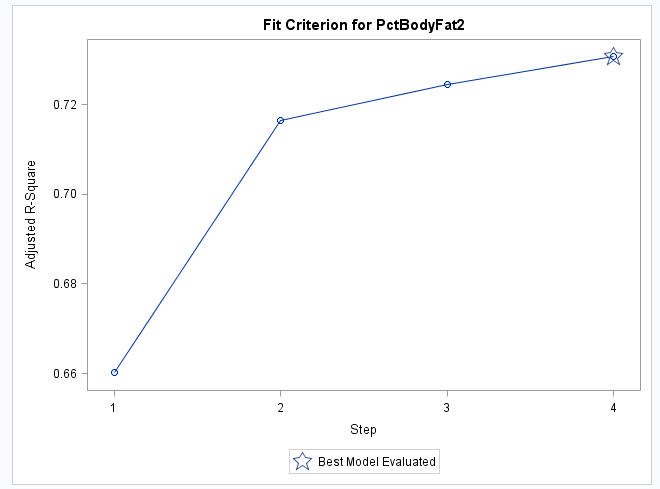 Fit Criterion for PctBodyFat2
Adjusted R-Square
0.72
0.70
0.68
0.66
1 2 3 4
Step
Best Model Evaluated